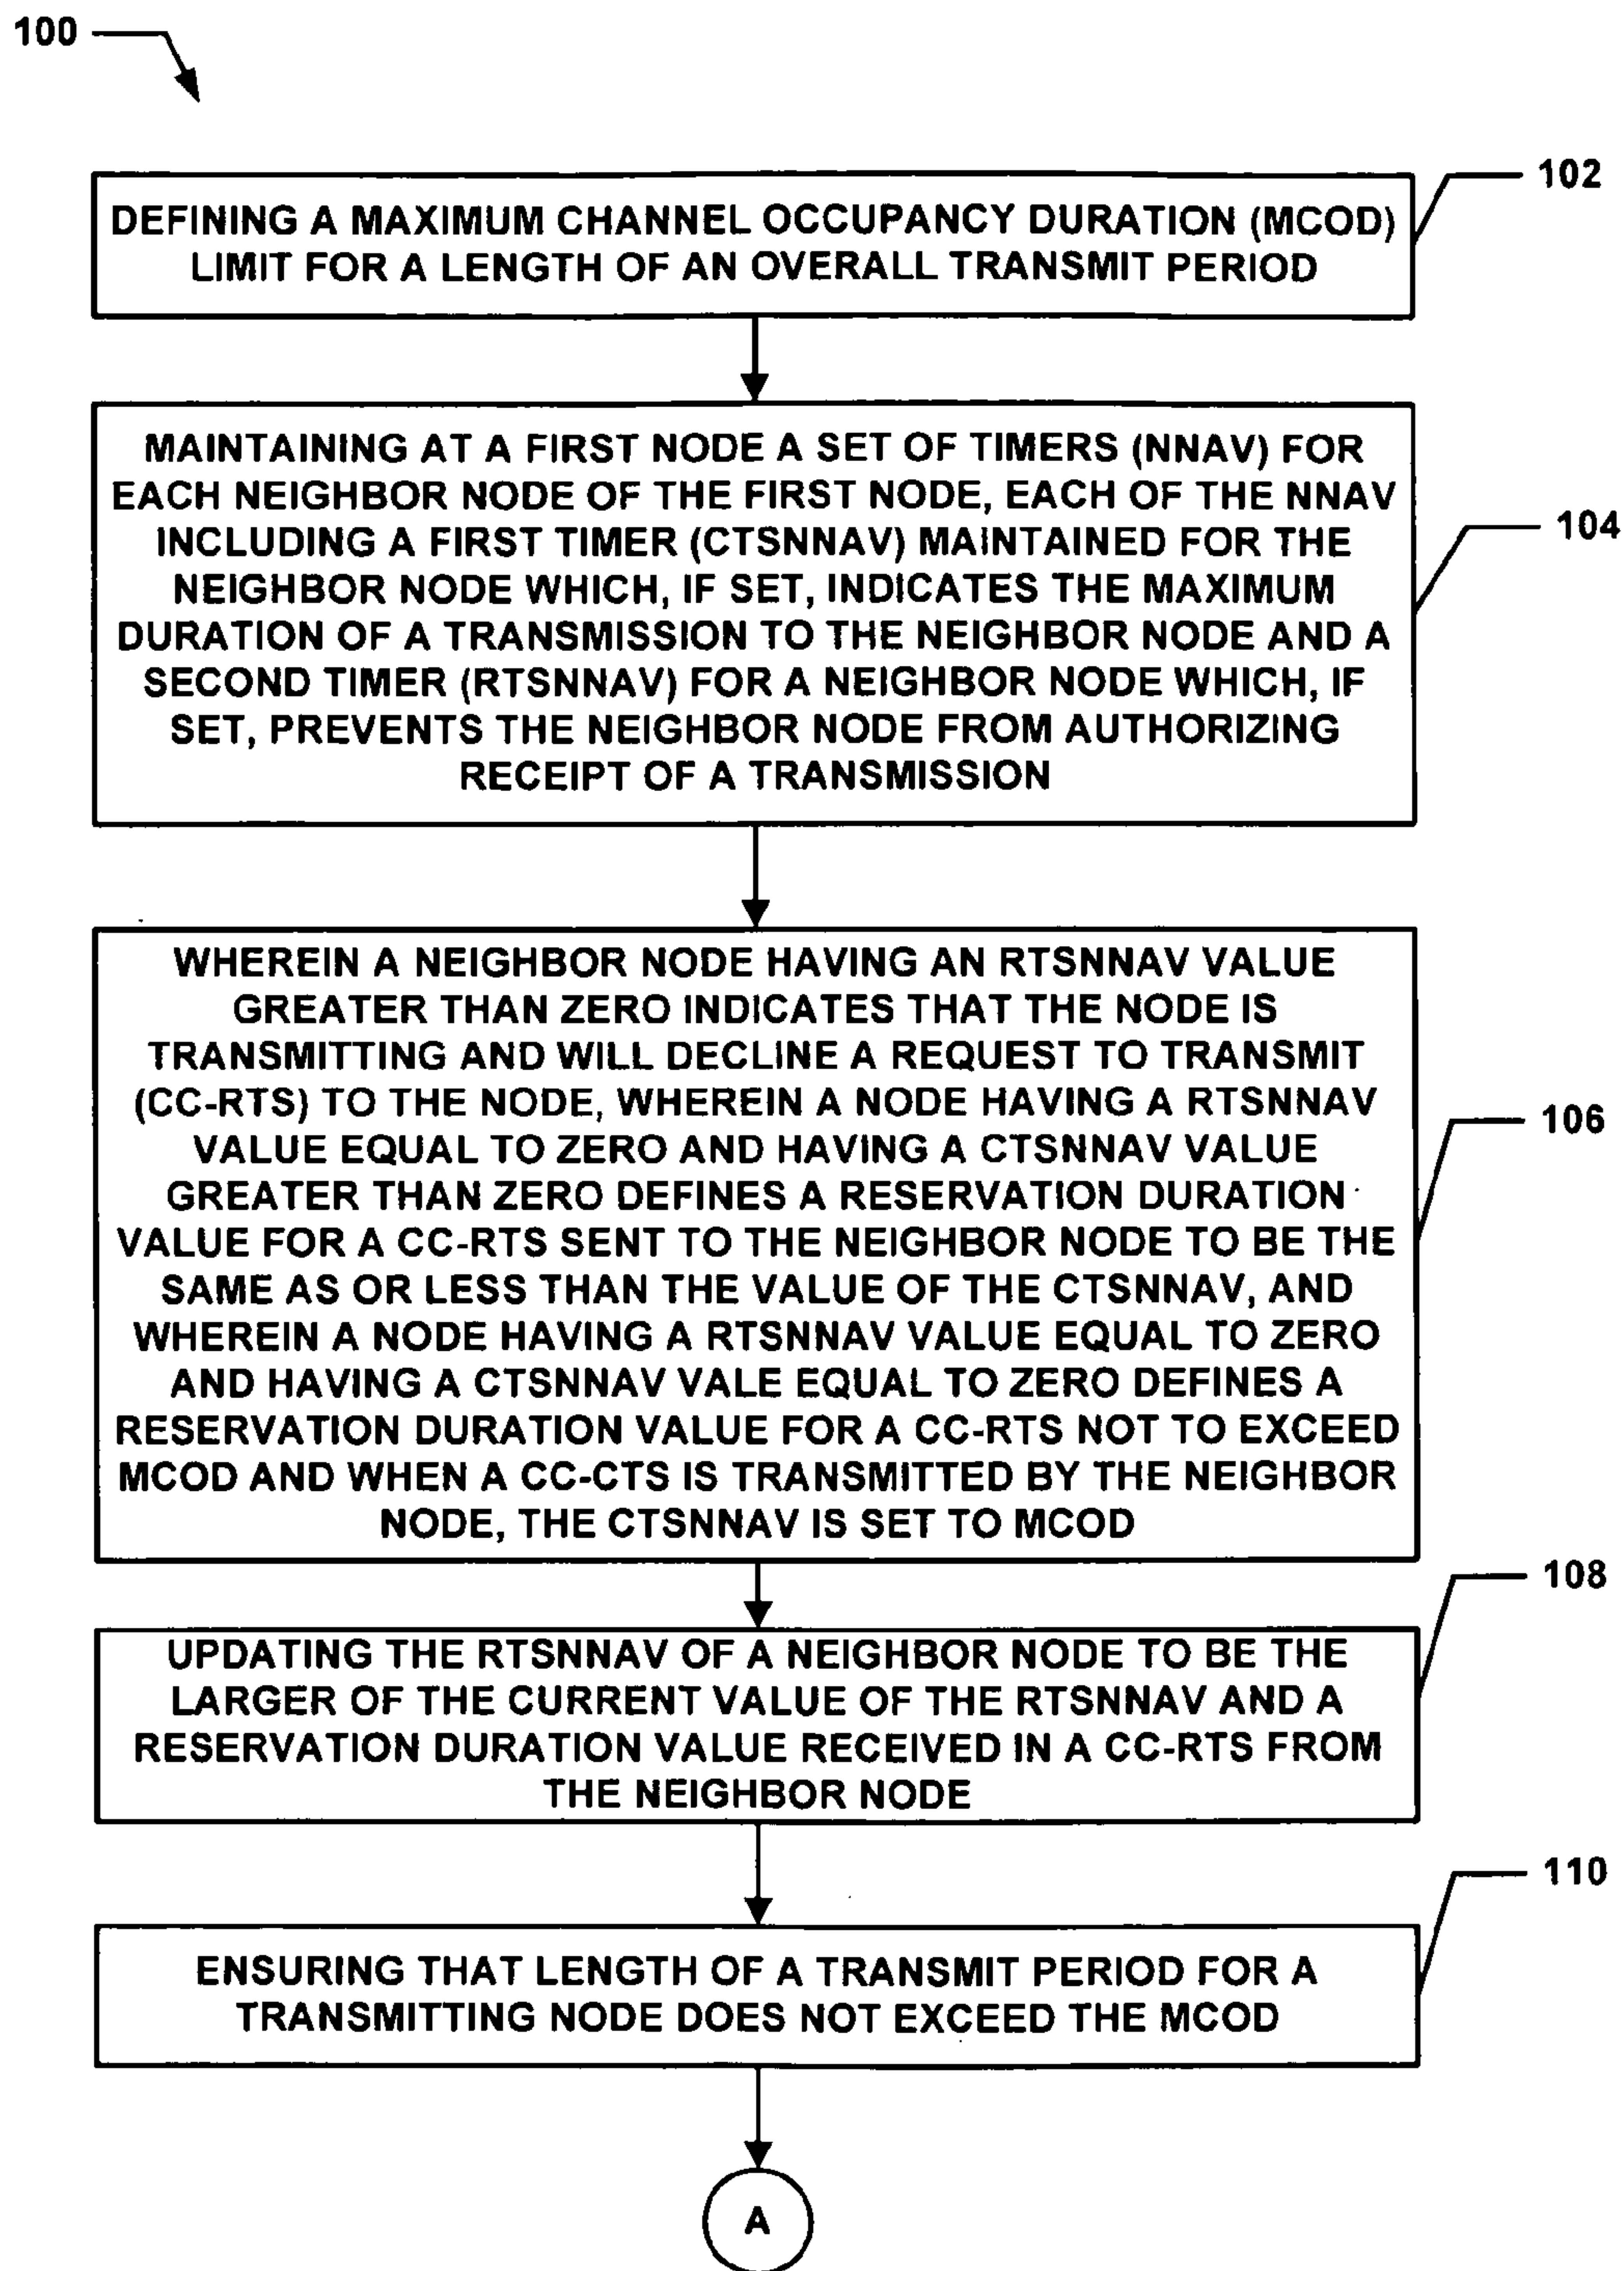 100
102
DEFINING A MAXIMUM CHANNEL OCCUPANCY DURATION (MCOD)
LIMIT FOR A LENGTH OF AN OVERALL TRANSMIT PERIOD
MAINTAINING AT A FIRST NODE A SET OF TIMERS (NNAV) FOR
EACH NEIGHBOR NODE OF THE FIRST NODE, EACH OF THE NNAV
INCLUDING A FIRST TIMER (CTSNNAV) MAINTAINED FOR THE
NEIGHBOR NODE WHICH, IF SET, INDICATES THE MAXIMUM
DURATION OF A TRANSMISSION TO THE NEIGHBOR NODE AND A
SECOND TIMER (RTSNNAV) FOR A NEIGHBOR NODE WHICH, IF
SET, PREVENTS THE NEIGHBOR NODE FROM AUTHORIZING
RECEIPT OF A TRANSMISSION
104
WHEREIN A NEIGHBOR NODE HAVING AN RTSNNAV VALUE
GREATER THAN ZERO INDICATES THAT THE NODE IS
TRANSMITTING AND WILL DECLINE A REQUEST TO TRANSMIT
(CC-RTS) TO THE NODE, WHEREIN A NODE HAVING A RTSNNAV
VALUE EQUAL TO ZERO AND HAVING A CTSNNAV VALUE
GREATER THAN ZERO DEFINES A RESERVATION DURATION
VALUE FOR A CC-RTS SENT TO THE NEIGHBOR NODE TO BE THE
SAME AS OR LESS THAN THE VALUE OF THE CTSNNAV, AND
WHEREIN A NODE HAVING A RTSNNAV VALUE EQUAL TO ZERO
AND HAVING A CTSNNAV VALE EQUAL TO ZERO DEFINES A
RESERVATION DURATION VALUE FOR A CC-RTS NOT TO EXCEED
MCOD AND WHEN A CC-CTS IS TRANSMITTED BY THE NEIGHBOR
NODE, THE CTSNNAV IS SET TO MCOD
106
108
UPDATING THE RTSNNAV OF A NEIGHBOR NODE TO BE THE
LARGER OF THE CURRENT VALUE OF THE RTSNNAV AND A
RESERVATION DURATION VALUE RECEIVED IN A CC-RTS FROM
THE NEIGHBOR NODE
110
ENSURING THAT LENGTH OF A TRANSMIT PERIOD FOR A
TRANSMITTING NODE DOES NOT EXCEED THE MCOD
A